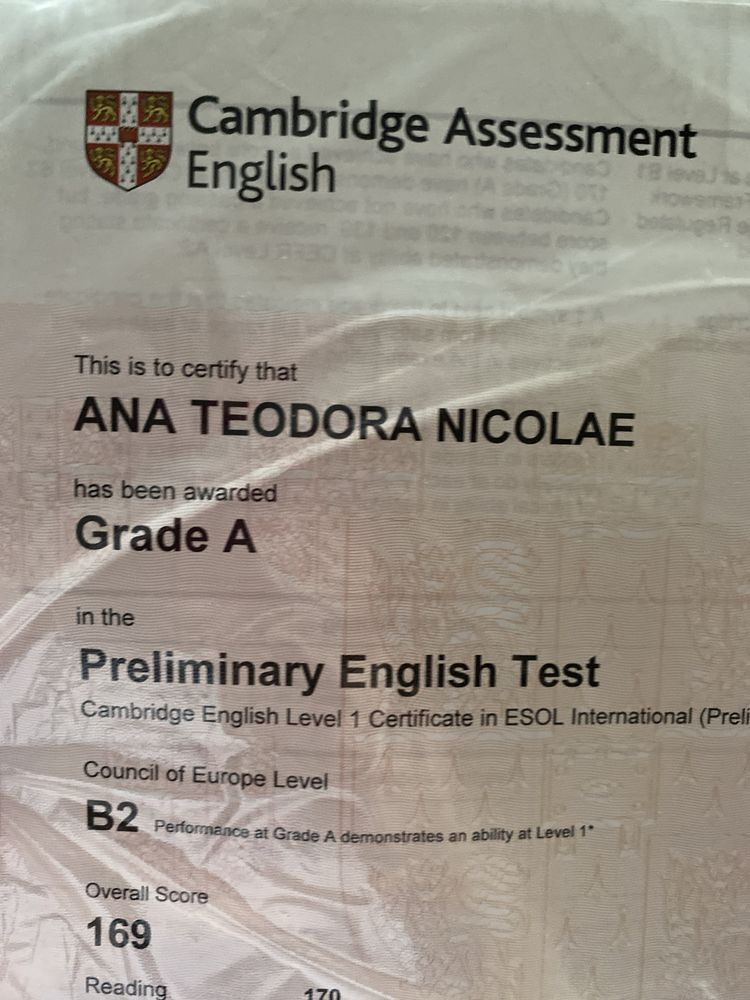 Cambridge Assessment
English
This is to certify that
ANA TEODORA NICOLAE
has been awarded
Grade A
in the
Preliminary English Test
Cambridge English Level 1 Certificate in ESOL International (Preli
Council of Europe Level
B2 Performance at Grade A demonstrates an ability at Level 1*
Overall Score
169
Reading 170